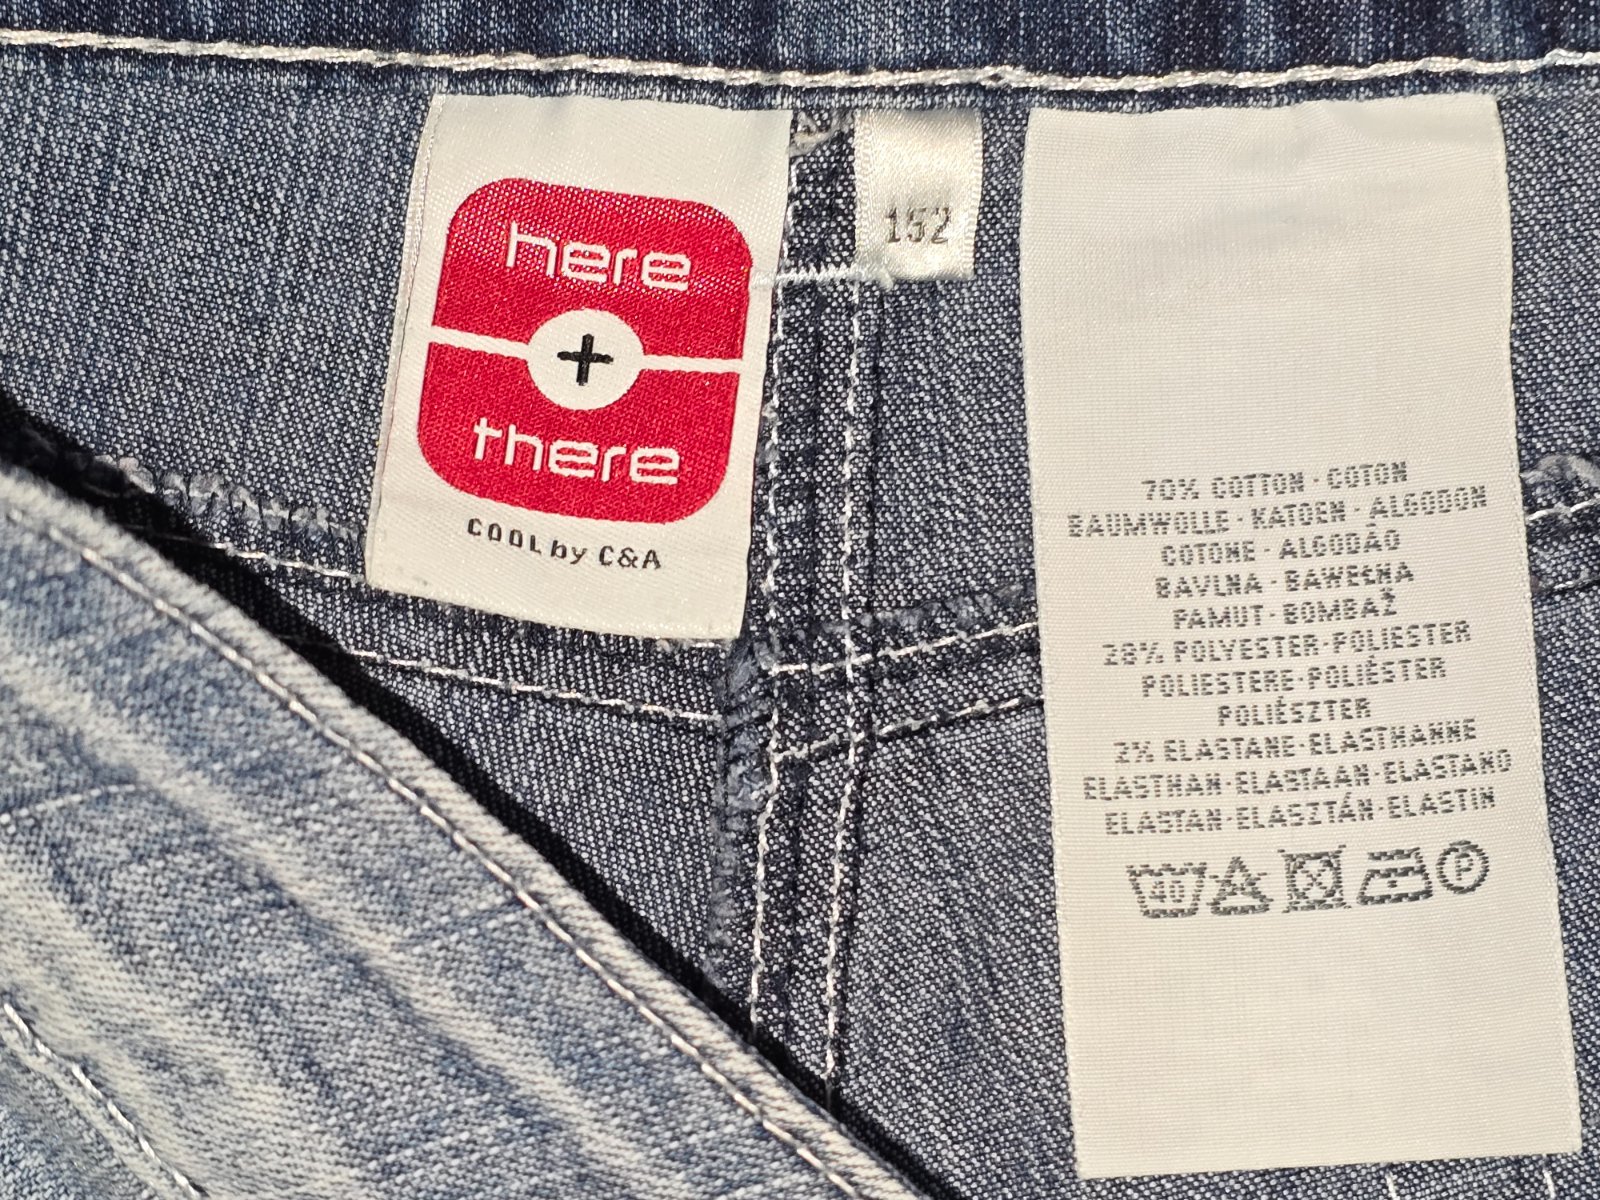 here
+
there
COOL by C&A
152
70% COTTON · COTON
BAUMWOLLE · KATOEN · ALGODON
COTONE · ALGODÃO
BAVLNA · BAWEŁNA
PAMUT · BOMBAŽ
28% POLYESTER · POLIESTER
POLIESTERE · POLIÉSTER
POLIÉSZTER
2% ELASTANE · ELASTHANNE
ELASTHAN · ELASTAAN · ELASTANO
ELASTAN · ELASZTÁN · ELASTIN
40 P